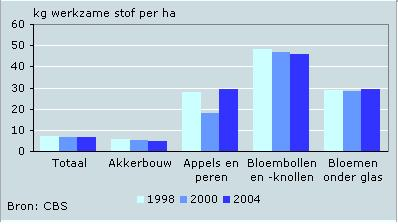 kg werkzame stof per ha
60
50
40
30
20
10
0
Totaal
Akkerbouw
Appels en
peren
Bloembollen
en -knollen
Bloemen
onder glas
1998 2000 2004
Bron: CBS